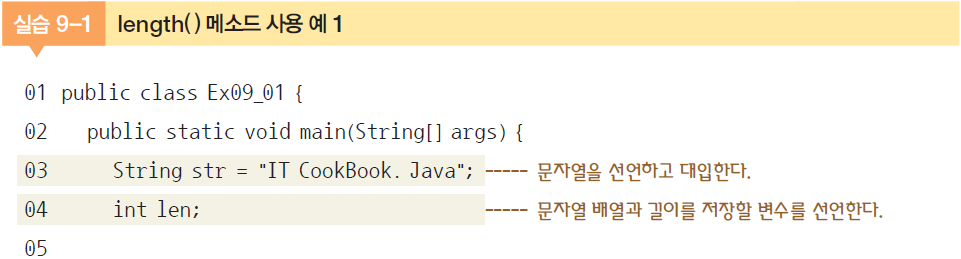 실습 9-1 length( ) 메소드 사용 예 1
01 public class Ex09_01 {
02 public static void main(String[] args) {
03 String str = "IT CookBook. Java"; ----- 문자열을 선언하고 대입한다.
04 int len; ----- 문자열 배열과 길이를 저장할 변수를 선언한다.
05